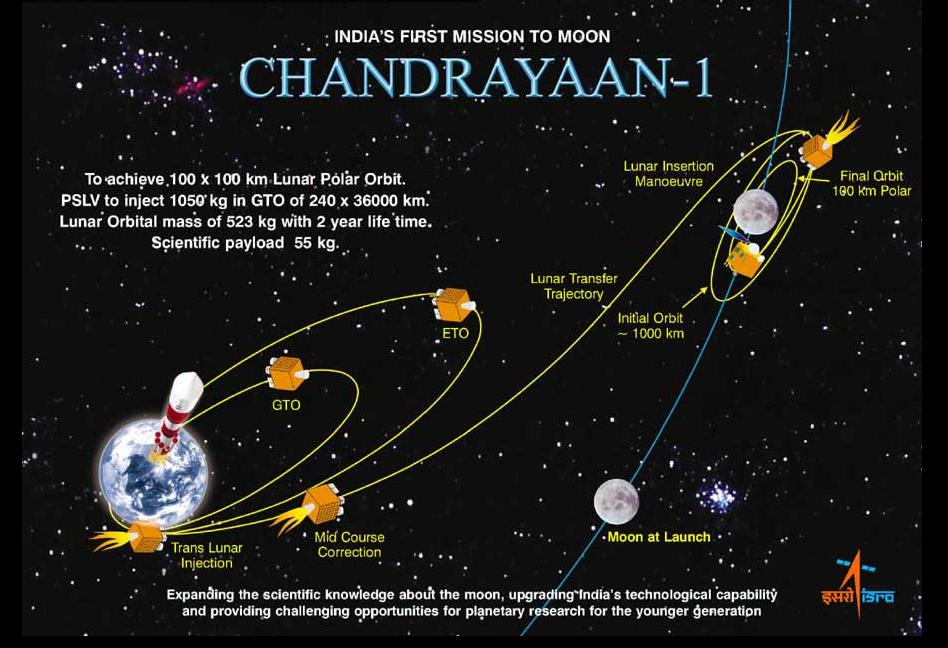 INDIA'S FIRST MISSION TO MOON
CHANDRAYAAN-1
To achieve 100 x 100 km Lunar Polar Orbit.
PSLV to inject 1050 kg in GTO of 240 x 36000 km.
Lunar Orbital mass of 523 kg with 2 year life time.
Scientific payload 55 kg.
Lunar Insertion
Manoeuvre
Final Orbit
100 km Polar
Lunar Transfer
Trajectory
Initial Orbit
~ 1000 km
ETO
GTO
Mid Course
Correction
Trans Lunar
Injection
Moon at Launch
Expanding the scientific knowledge about the moon, upgrading India's technological capability
and providing challenging opportunities for planetary research for the younger generation
इसरो isro